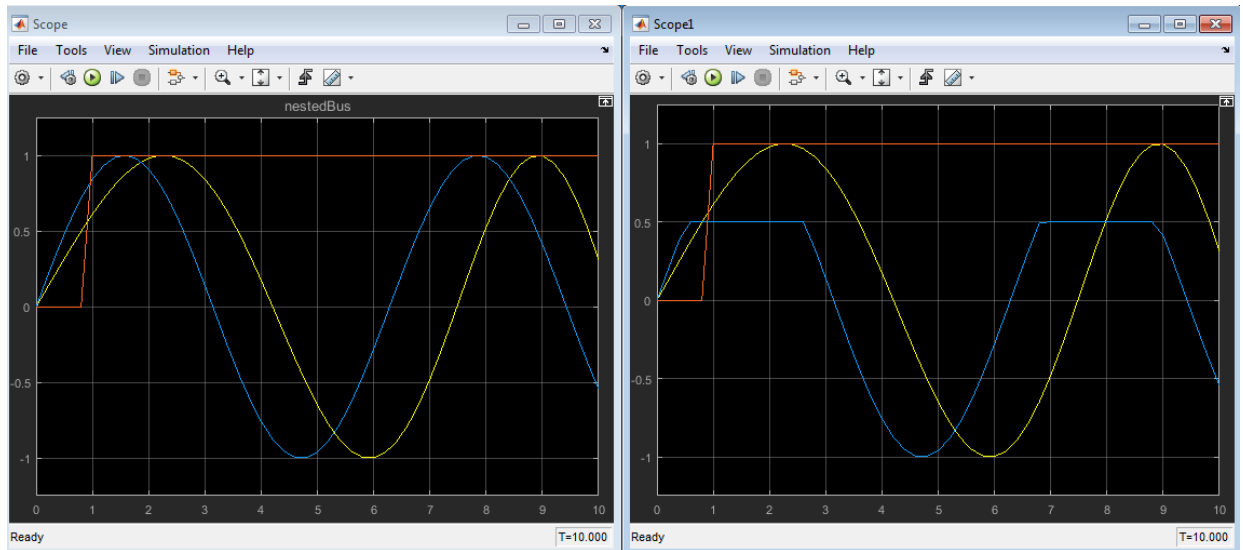 Scope
File Tools View Simulation Help
nestedBus
1
0.5
0
-0.5
-1
0 1 2 3 4 5 6 7 8 9 10
Ready T=10.000
Scope1
File Tools View Simulation Help
1
0.5
0
-0.5
-1
0 1 2 3 4 5 6 7 8 9 10
Ready T=10.000